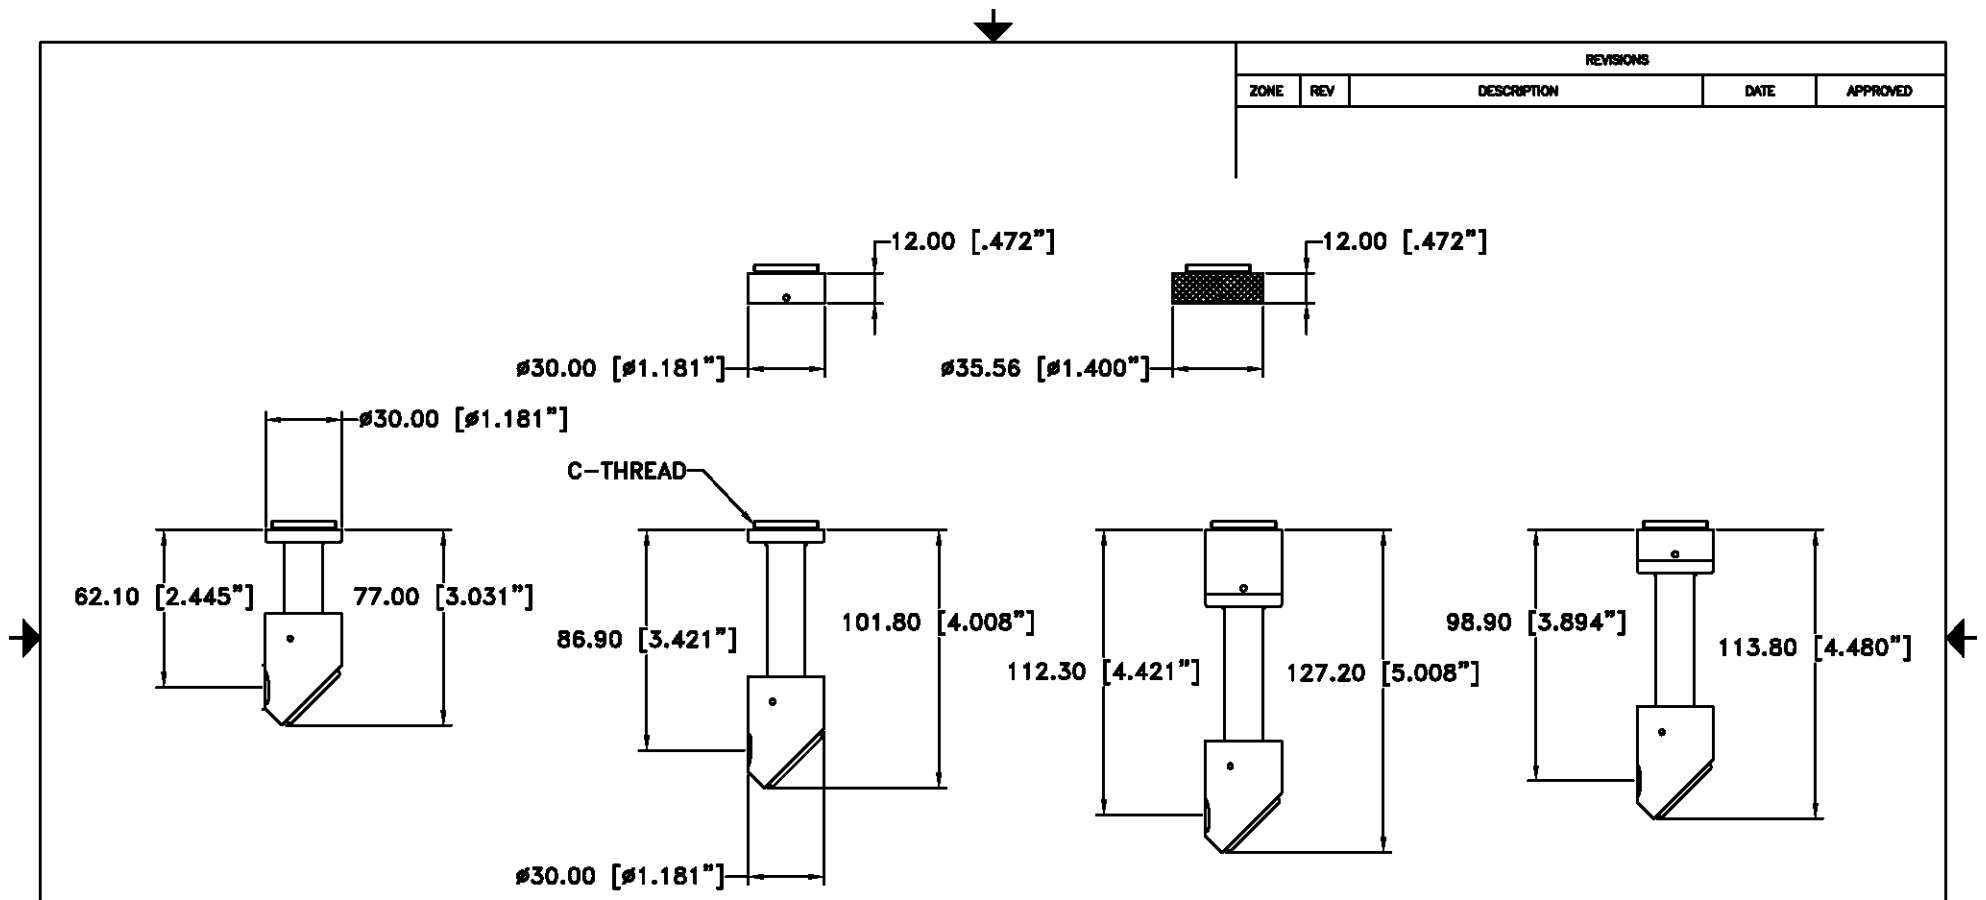 REVISIONS
ZONE REV DESCRIPTION DATE APPROVED
12.00 [.472"]
12.00 [.472"]
ø30.00 [ø1.181"]
ø35.56 [ø1.400"]
ø30.00 [ø1.181"]
C-THREAD
62.10 [2.445"]
77.00 [3.031"]
86.90 [3.421"]
101.80 [4.008"]
112.30 [4.421"]
127.20 [5.008"]
98.90 [3.894"]
113.80 [4.480"]
ø30.00 [ø1.181"]